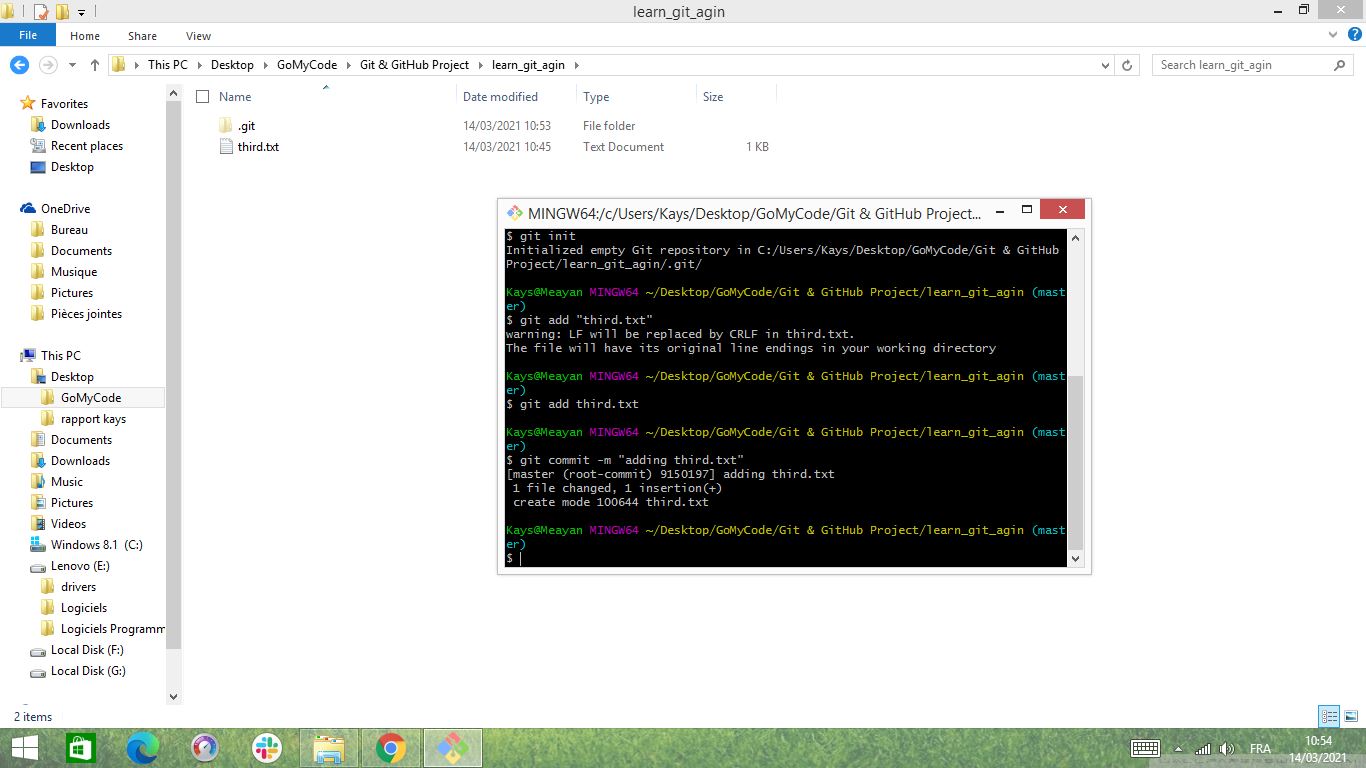 learn_git_agin
File
Home
Share
View
This PC
Desktop
GoMyCode
Git & GitHub Project
learn_git_agin
Search learn_git_agin
Favorites
Downloads
Recent places
Desktop
OneDrive
Bureau
Documents
Musique
Pictures
Pièces jointes
This PC
Desktop
GoMyCode
rapport kays
Documents
Downloads
Music
Pictures
Videos
Windows 8.1 (C:)
Lenovo (E:)
drivers
Logiciels
Logiciels Programm
Local Disk (F:)
Local Disk (G:)
Name Date modified Type Size
.git 14/03/2021 10:53 File folder
third.txt 14/03/2021 10:45 Text Document 1 KB
MINGW64:/c/Users/Kays/Desktop/GoMyCode/Git & GitHub Project...
$ git init
Initialized empty Git repository in C:/Users/Kays/Desktop/GoMyCode/Git & GitHub
Project/learn_git_agin/.git/
Kays@Meayan MINGW64 ~/Desktop/GoMyCode/Git & GitHub Project/learn_git_agin (mast
er)
$ git add "third.txt"
warning: LF will be replaced by CRLF in third.txt.
The file will have its original line endings in your working directory
Kays@Meayan MINGW64 ~/Desktop/GoMyCode/Git & GitHub Project/learn_git_agin (mast
er)
$ git add third.txt
Kays@Meayan MINGW64 ~/Desktop/GoMyCode/Git & GitHub Project/learn_git_agin (mast
er)
$ git commit -m "adding third.txt"
[master (root-commit) 9150197] adding third.txt
1 file changed, 1 insertion(+)
create mode 100644 third.txt
Kays@Meayan MINGW64 ~/Desktop/GoMyCode/Git & GitHub Project/learn_git_agin (mast
er)
$
2 items
FRA
10:54
14/03/2021